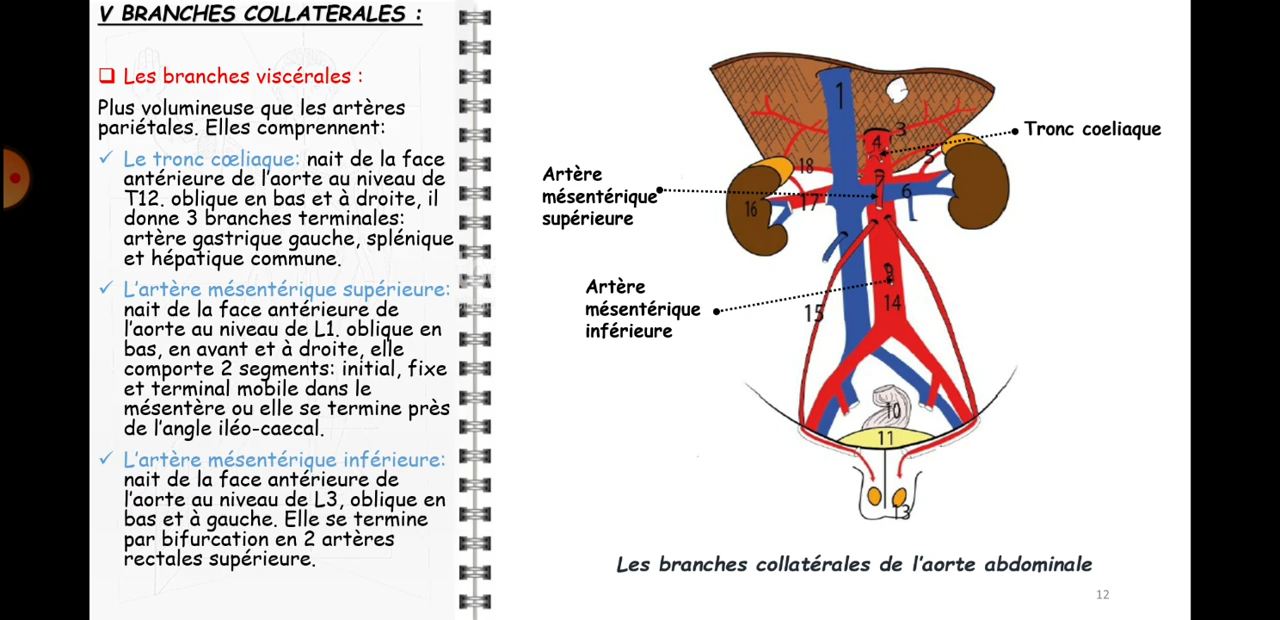 V BRANCHES COLLATERALES :
❑ Les branches viscérales :
Plus volumineuse que les artères
pariétales. Elles comprennent:
✓ Le tronc cœliaque: nait de la face
antérieure de l’aorte au niveau de
T12. oblique en bas et à droite, il
donne 3 branches terminales:
artère gastrique gauche, splénique
et hépatique commune.
✓ L’artère mésentérique supérieure:
nait de la face antérieure de
l’aorte au niveau de L1. oblique en
bas, en avant et à droite, elle
comporte 2 segments: initial, fixe
et terminal mobile dans le
mésentère ou elle se termine près
de l’angle iléo-caecal.
✓ L’artère mésentérique inférieure:
nait de la face antérieure de
l’aorte au niveau de L3, oblique en
bas et à gauche. Elle se termine
par bifurcation en 2 artères
rectales supérieure.
1
3
Tronc coeliaque
4
5
18
Artère
mésentérique
supérieure
7
6
17
16
Artère
mésentérique
inférieure
9
14
15
10
11
13
Les branches collatérales de l’aorte abdominale
12